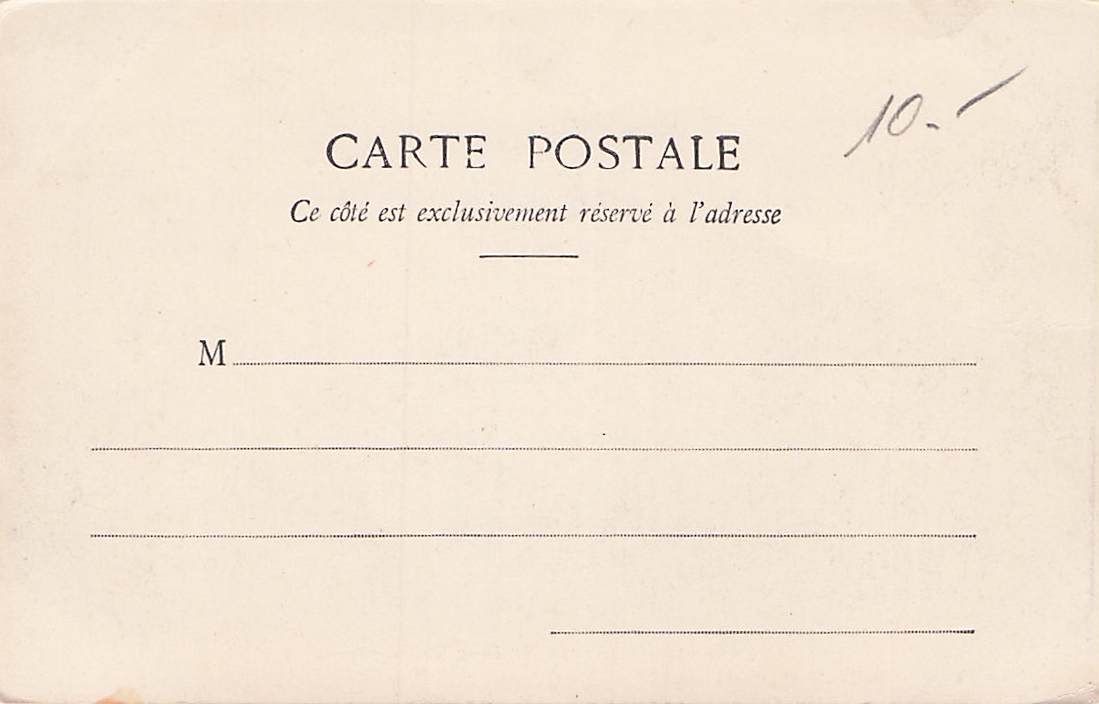 10.-
CARTE POSTALE
Ce côté est exclusivement réservé à l'adresse
M